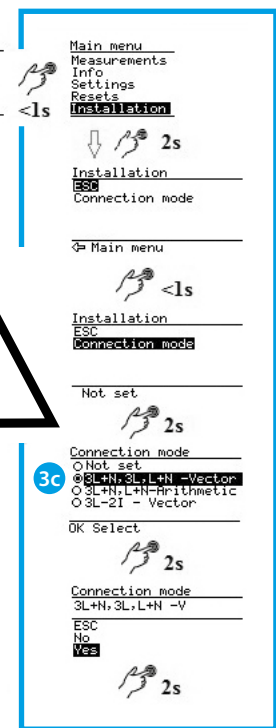 Main menu
Measurements
Info
Settings
Resets
Installation
<1s
2s
Installation
ESC
Connection mode
⇦ Main menu
<1s
Installation
ESC
Connection mode
Not set
2s
Connection mode
Not set
3c
3L+N,3L,L+N -Vector
3L+N,L+N-Arithmetic
3L-2I - Vector
OK Select
2s
Connection mode
3L+N,3L,L+N -V
ESC
No
Yes
2s